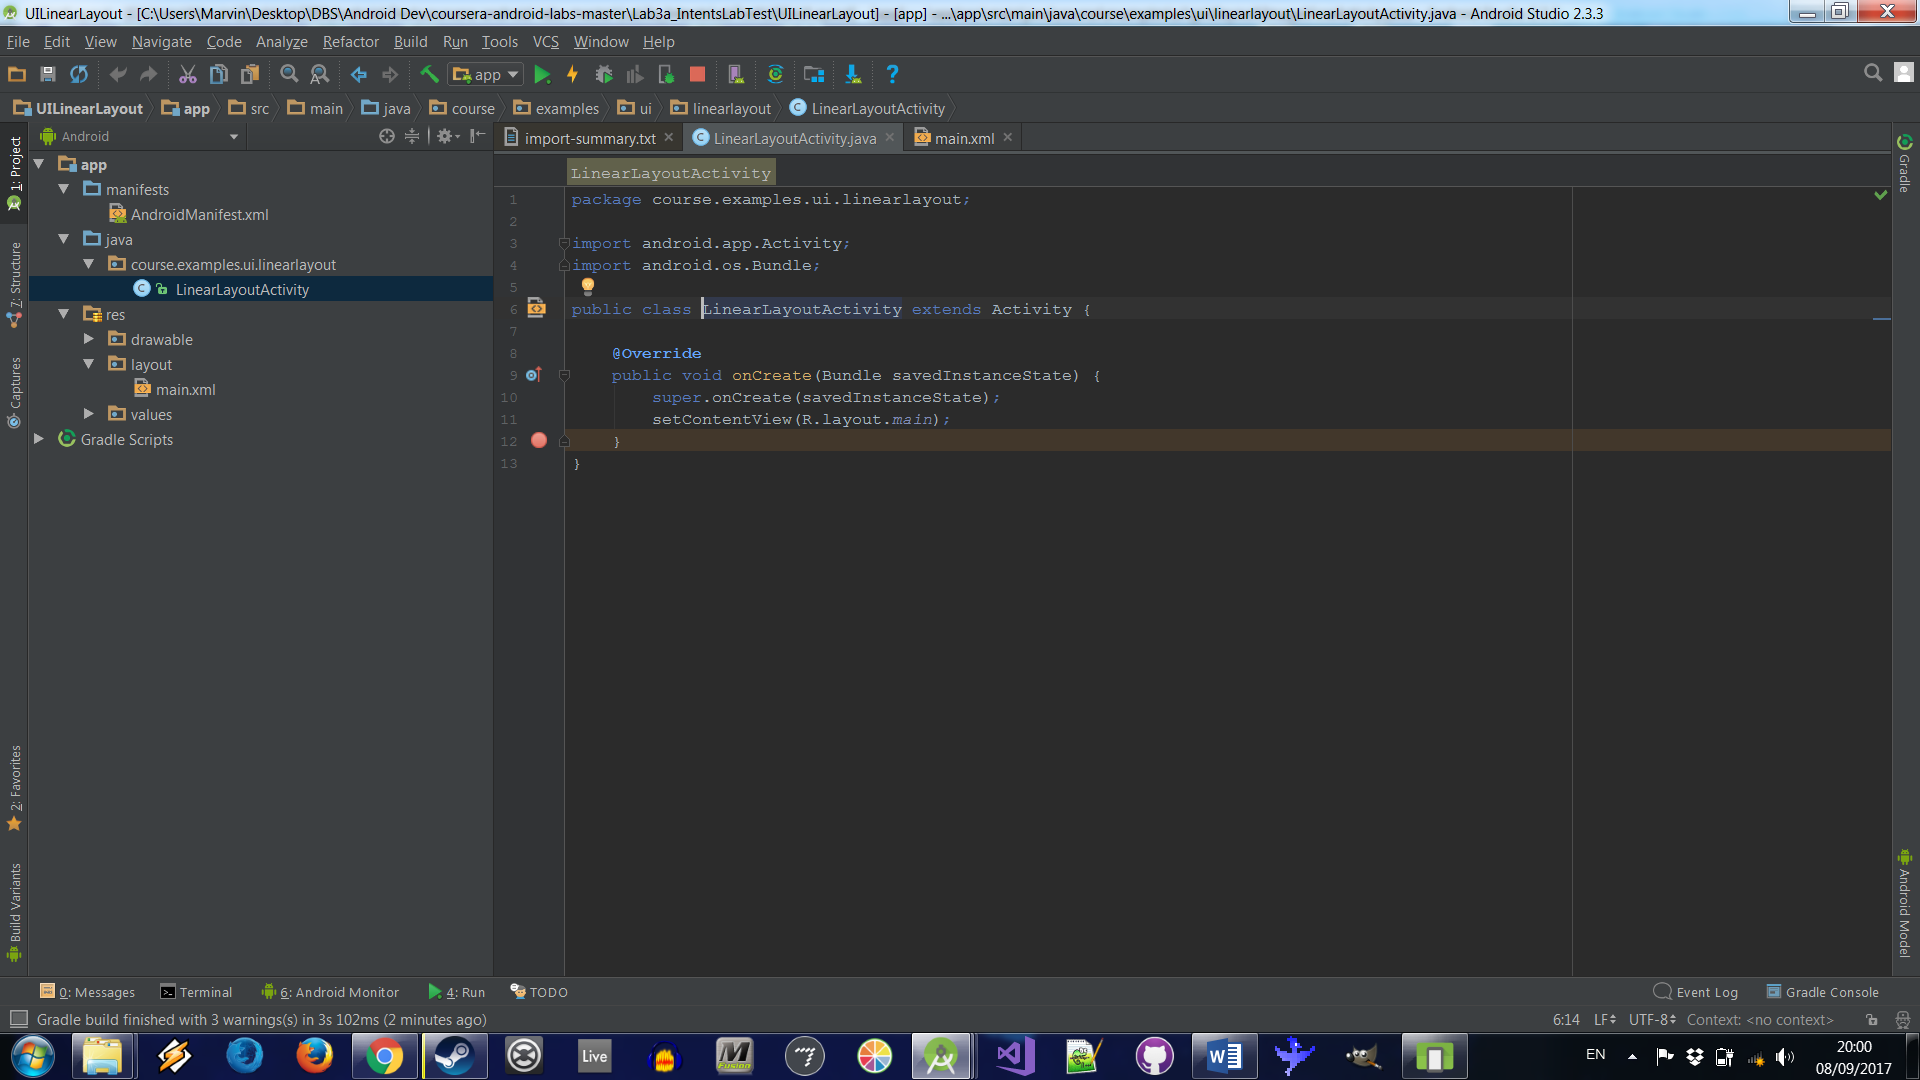 UILinearLayout - [C:\Users\Marvin\Desktop\DBS\Android Dev\coursera-android-labs-master\Lab3a_IntentsLabTest\UILinearLayout] - [app] - ...\app\src\main\java\course\examples\ui\linearlayout\LinearLayoutActivity.java - Android Studio 2.3.3
File Edit View Navigate Code Analyze Refactor Build Run Tools VCS Window Help
app
UILinearLayout app src main java course examples ui linearlayout LinearLayoutActivity
Android
import-summary.txt LinearLayoutActivity.java main.xml
1: Project
7: Structure
Captures
2: Favorites
Build Variants
app
manifests
AndroidManifest.xml
java
course.examples.ui.linearlayout
LinearLayoutActivity
res
drawable
layout
main.xml
values
Gradle Scripts
LinearLayoutActivity
1 package course.examples.ui.linearlayout;
2
3 import android.app.Activity;
4 import android.os.Bundle;
5
6 public class LinearLayoutActivity extends Activity {
7
8 @Override
9 public void onCreate(Bundle savedInstanceState) {
10 super.onCreate(savedInstanceState);
11 setContentView(R.layout.main);
12 }
13 }
Gradle
Android Model
0: Messages Terminal 6: Android Monitor 4: Run TODO Event Log Gradle Console
Gradle build finished with 3 warnings(s) in 3s 102ms (2 minutes ago) 6:14 LF UTF-8 Context: <no context>
Live
EN
20:00
08/09/2017